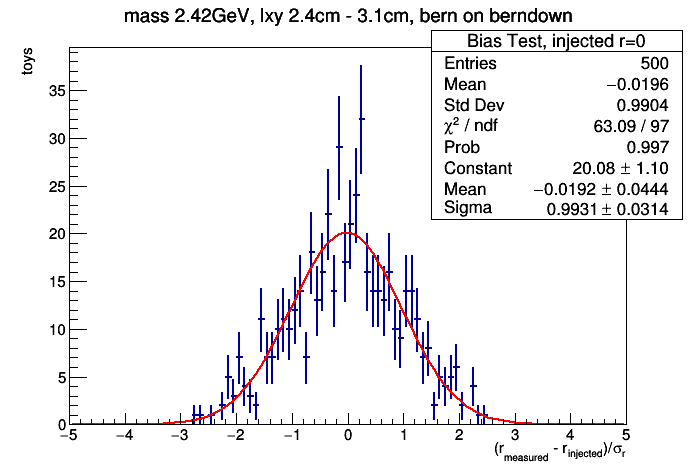 mass 2.42GeV, lxy 2.4cm - 3.1cm, bern on berndown
Bias Test, injected r=0
Entries 500
Mean −0.0196
Std Dev 0.9904
χ² / ndf 63.09 / 97
Prob 0.997
Constant 20.08 ± 1.10
Mean −0.0192 ± 0.0444
Sigma 0.9931 ± 0.0314
toys
35
30
25
20
15
10
5
0
−5 −4 −3 −2 −1 0 1 2 3 4 5
(r_measured - r_injected)/σ_r